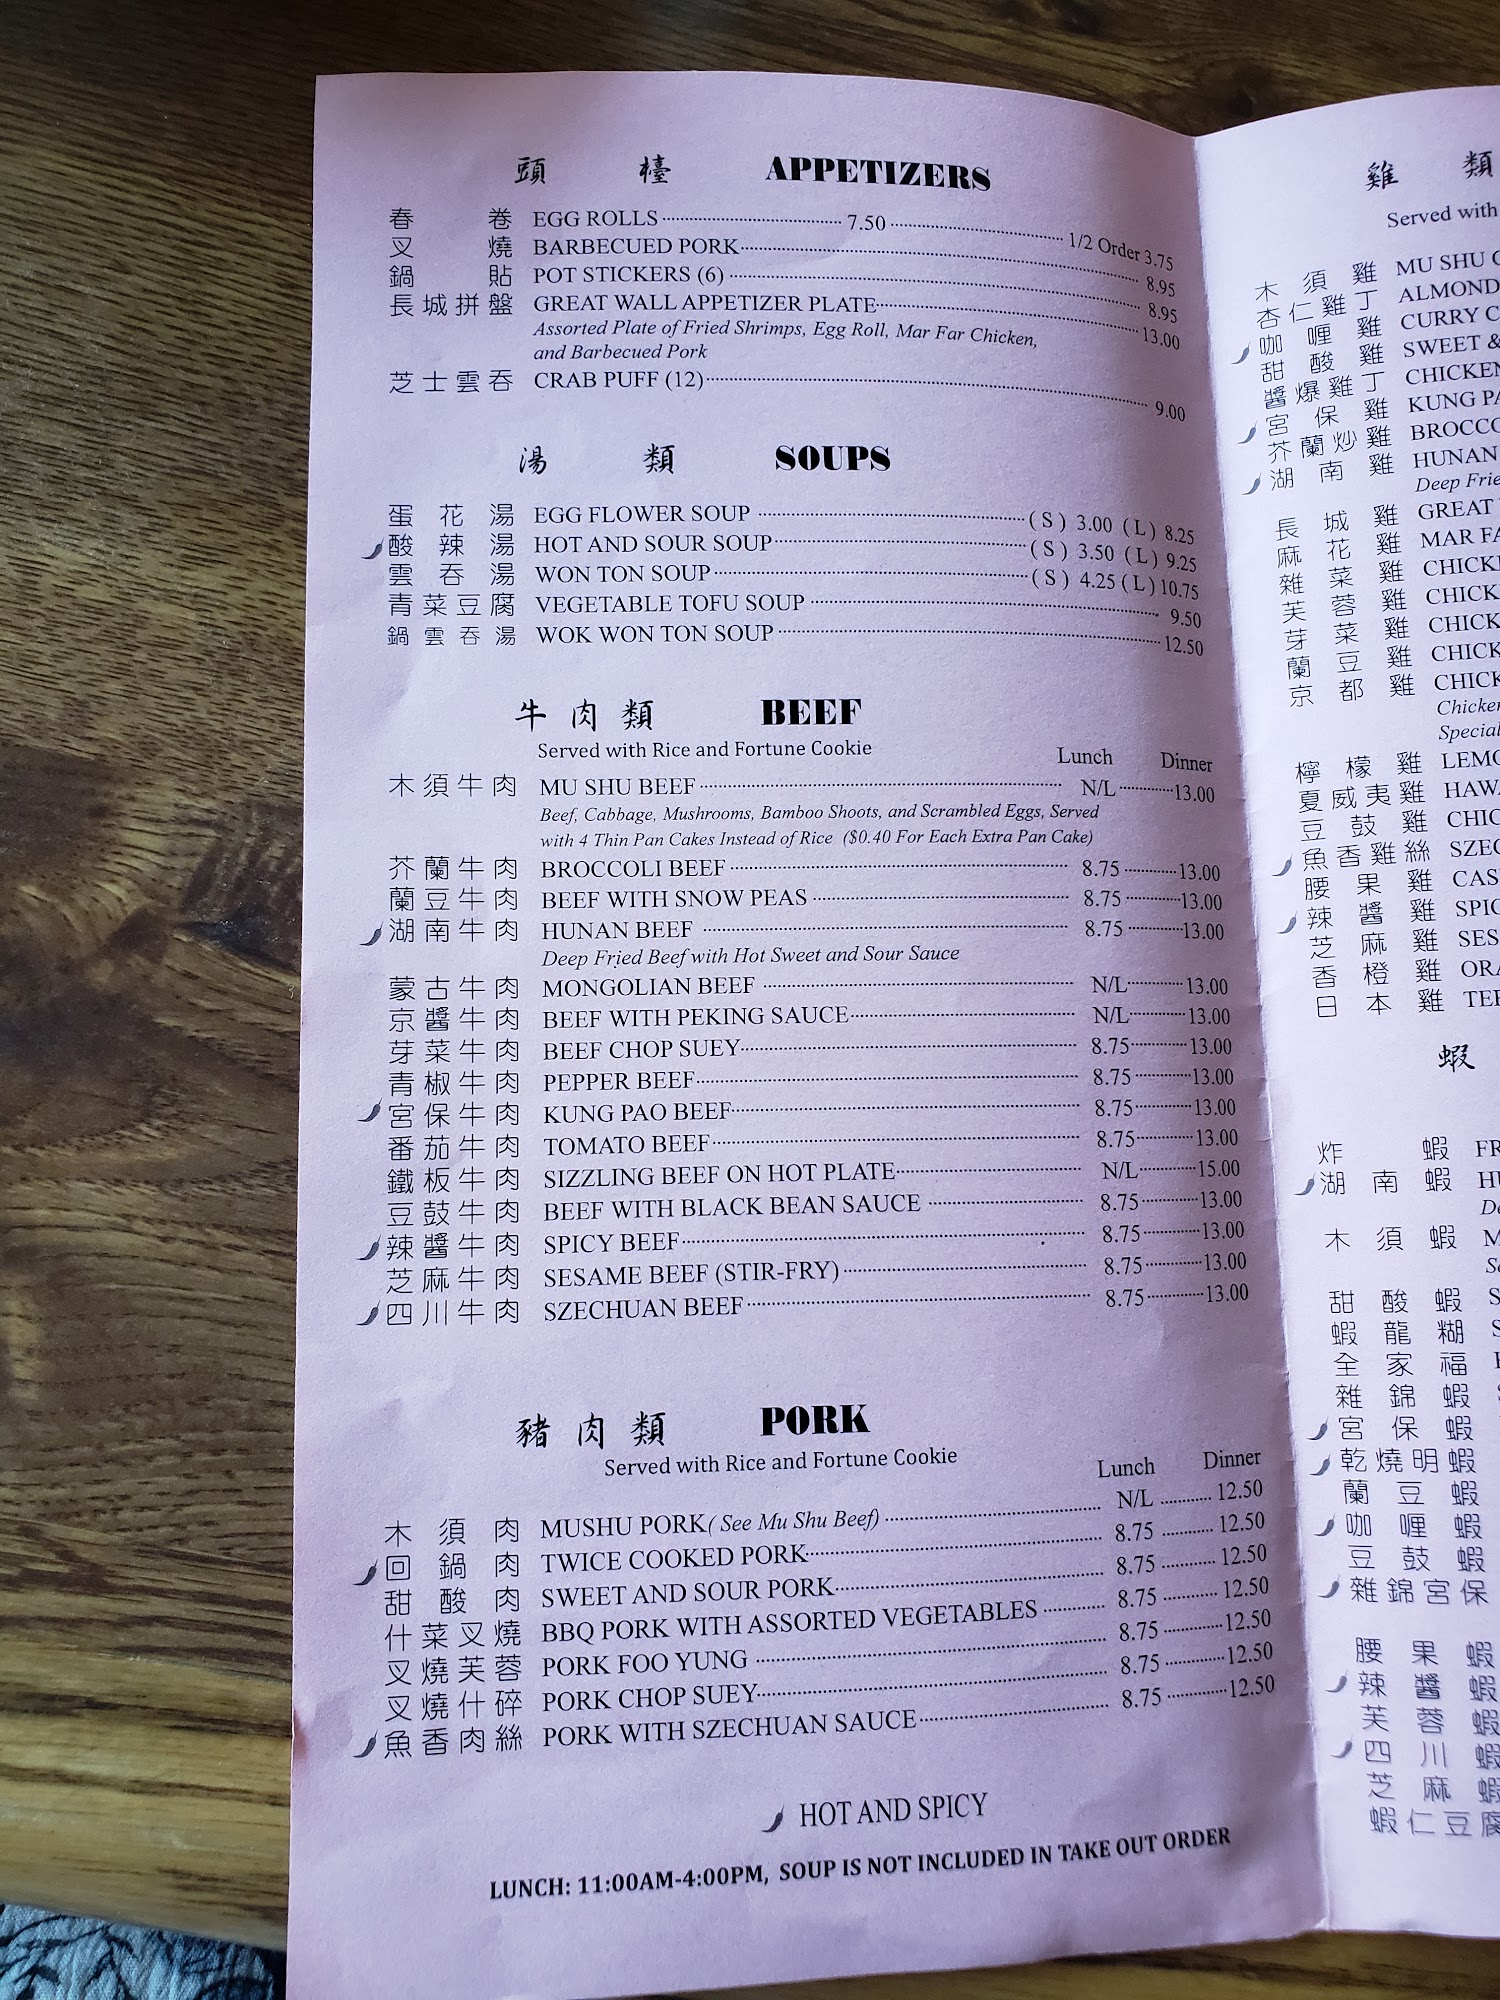 頭檯 APPETIZERS
春卷 EGG ROLLS 7.50 1/2 Order 3.75
叉燒 BARBECUED PORK 8.95
鍋貼 POT STICKERS (6) 8.95
長城拼盤 GREAT WALL APPETIZER PLATE 13.00
Assorted Plate of Fried Shrimps, Egg Roll, Mar Far Chicken,
and Barbecued Pork
芝士雲吞 CRAB PUFF (12) 9.00
湯類 SOUPS
蛋花湯 EGG FLOWER SOUP (S) 3.00 (L) 8.25
酸辣湯 HOT AND SOUR SOUP (S) 3.50 (L) 9.25
雲吞湯 WON TON SOUP (S) 4.25 (L) 10.75
青菜豆腐 VEGETABLE TOFU SOUP 9.50
鍋雲吞湯 WOK WON TON SOUP 12.50
牛肉類 BEEF
Served with Rice and Fortune Cookie
Lunch Dinner
木須牛肉 MU SHU BEEF N/L 13.00
Beef, Cabbage, Mushrooms, Bamboo Shoots, and Scrambled Eggs, Served
with 4 Thin Pan Cakes Instead of Rice ($0.40 For Each Extra Pan Cake)
芥蘭牛肉 BROCCOLI BEEF 8.75 13.00
蘭豆牛肉 BEEF WITH SNOW PEAS 8.75 13.00
湖南牛肉 HUNAN BEEF 8.75 13.00
Deep Fried Beef with Hot Sweet and Sour Sauce
蒙古牛肉 MONGOLIAN BEEF N/L 13.00
京醬牛肉 BEEF WITH PEKING SAUCE N/L 13.00
芽菜牛肉 BEEF CHOP SUEY 8.75 13.00
青椒牛肉 PEPPER BEEF 8.75 13.00
宮保牛肉 KUNG PAO BEEF 8.75 13.00
番茄牛肉 TOMATO BEEF 8.75 13.00
鐵板牛肉 SIZZLING BEEF ON HOT PLATE N/L 15.00
豆鼓牛肉 BEEF WITH BLACK BEAN SAUCE 8.75 13.00
辣醬牛肉 SPICY BEEF 8.75 13.00
芝麻牛肉 SESAME BEEF (STIR-FRY) 8.75 13.00
四川牛肉 SZECHUAN BEEF 8.75 13.00
豬肉類 PORK
Served with Rice and Fortune Cookie
Lunch Dinner
木須肉 MUSHU PORK (See Mu Shu Beef) N/L 12.50
回鍋肉 TWICE COOKED PORK 8.75 12.50
甜酸肉 SWEET AND SOUR PORK 8.75 12.50
什菜叉燒 BBQ PORK WITH ASSORTED VEGETABLES 8.75 12.50
叉燒芙蓉 PORK FOO YUNG 8.75 12.50
叉燒什碎 PORK CHOP SUEY 8.75 12.50
魚香肉絲 PORK WITH SZECHUAN SAUCE 8.75 12.50
HOT AND SPICY
LUNCH: 11:00AM-4:00PM, SOUP IS NOT INCLUDED IN TAKE OUT ORDER
雞類
Served with
木須雞 MU SHU
杏仁雞丁 ALMOND
咖喱雞 CURRY
甜酸雞 SWEET &
醬爆雞丁 CHICKEN
宮保雞 KUNG
芥蘭炒雞
湖南雞 HUNAN
Deep
長城雞 GREAT
麻花雞 MAR
雜菜雞
芙蓉雞
芽菜雞
蘭豆雞
京都雞
檸檬雞
夏威夷雞
豆鼓雞
魚香雞絲
腰果雞
辣醬雞
芝麻雞
香橙雞
日本雞
蝦
炸蝦
湖南蝦
木須蝦
甜酸蝦
蝦龍糊
全家福
雜錦蝦
宮保蝦
乾燒明蝦
蘭豆蝦
咖喱蝦
豆鼓蝦
雜錦宮保
腰果蝦
辣醬蝦
芙蓉蝦
四川蝦
芝麻蝦
蝦仁豆腐